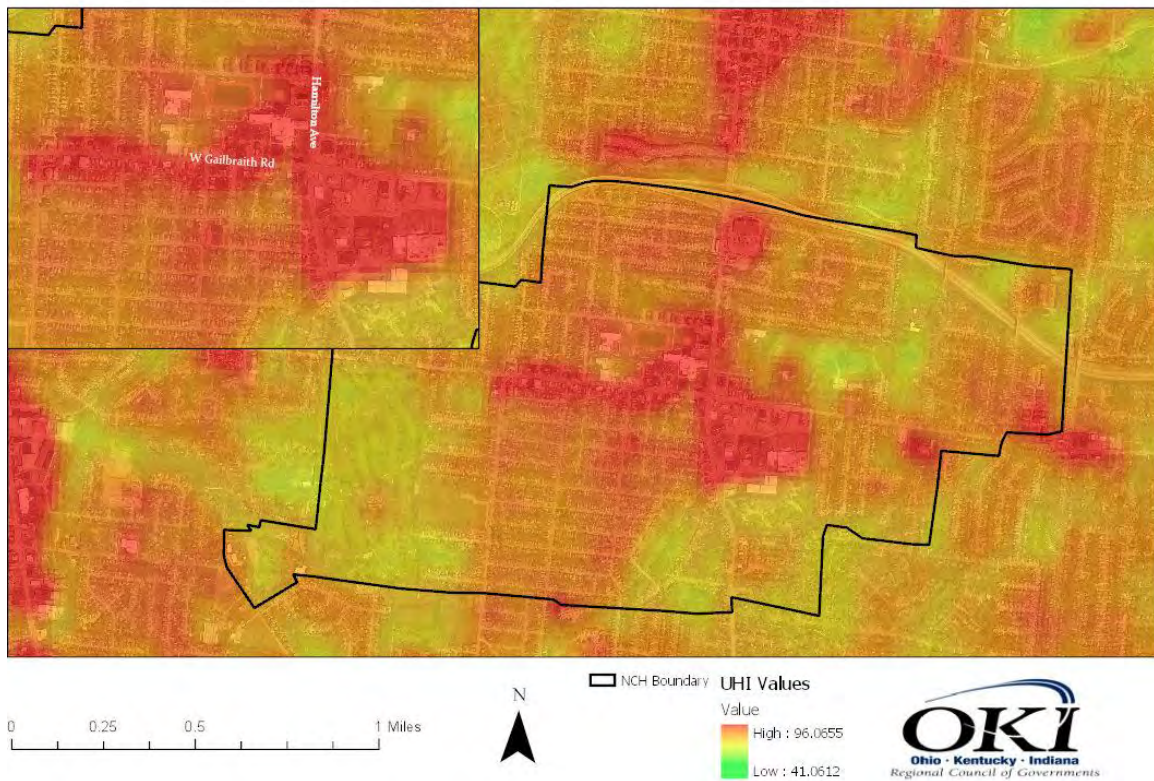 Hamilton Ave
W Gailbraith Rd
0 0.25 0.5 1 Miles
N
NCH Boundary
UHI Values
Value
High : 96.0655
Low : 41.0612
OKI
Ohio • Kentucky • Indiana
Regional Council of Governments